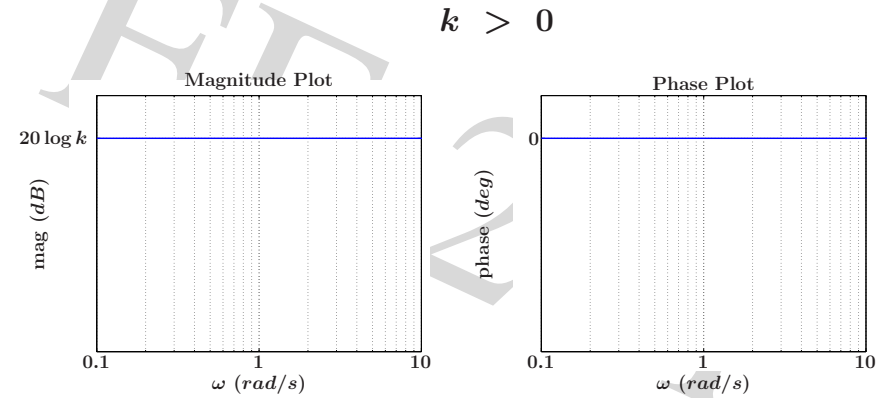 k > 0
Magnitude Plot
20 log k
mag (dB)
0.1 1 10
ω (rad/s)
Phase Plot
0
phase (deg)
0.1 1 10
ω (rad/s)